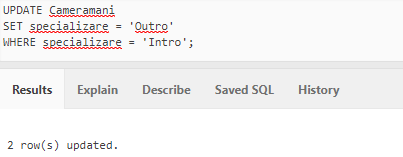 UPDATE Cameramani
SET specializare = 'Outro'
WHERE specializare = 'Intro';
Results Explain Describe Saved SQL History
2 row(s) updated.